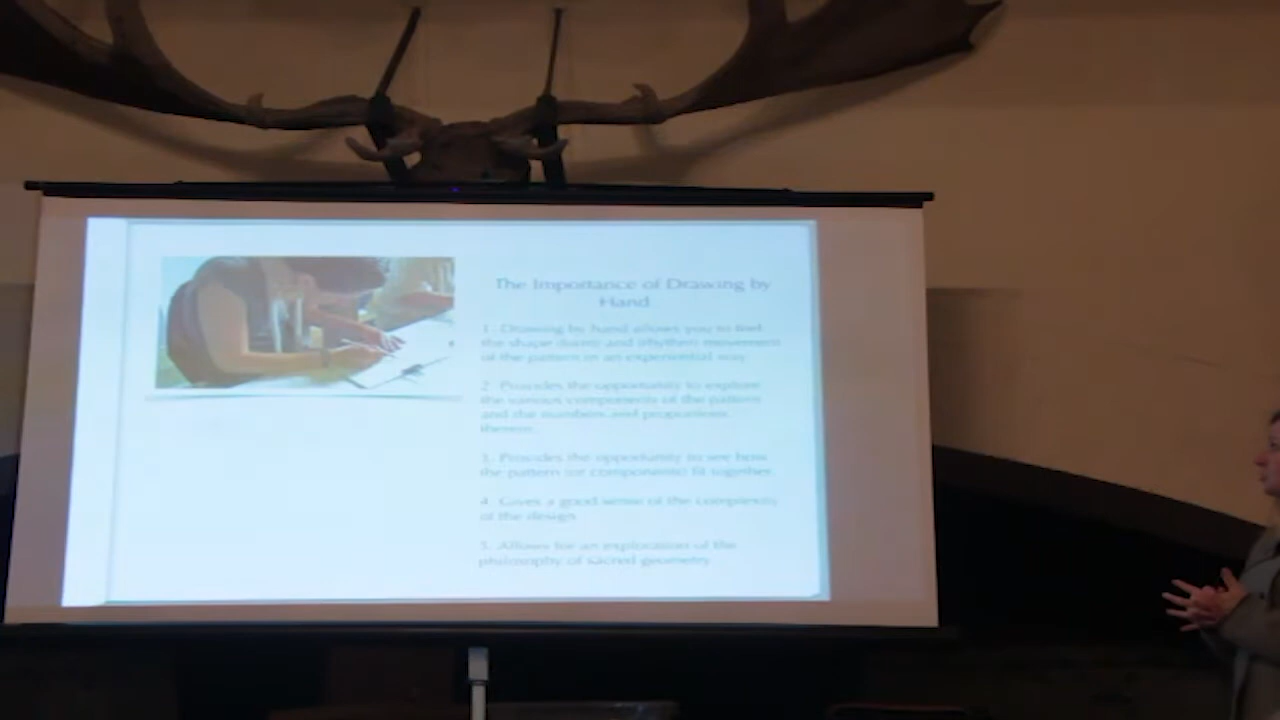 The Importance of Drawing by
Hand
1. Drawing by hand allows you to feel
the shape (form) and (rhythm) movement
of the pattern in an experiential way.
2. Provides the opportunity to explore
the various components of the pattern
and the numbers and proportions
therein.
3. Provides the opportunity to see how
the pattern (or components) fit together.
4. Gives a good sense of the complexity
of the design.
5. Allows for an exploration of the
philosophy of sacred geometry.